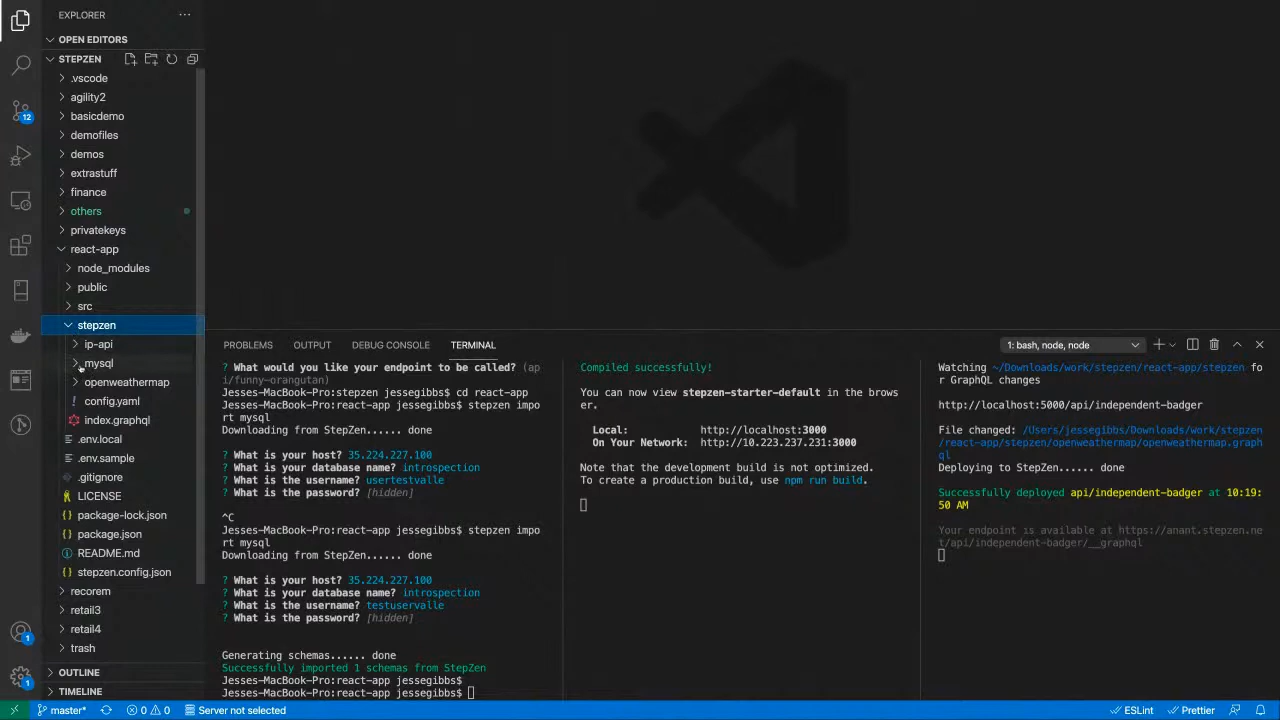 EXPLORER
OPEN EDITORS
STEPZEN
.vscode
agility2
basicdemo
demofiles
demos
extrastuff
finance
others
privatekeys
react-app
node_modules
public
src
stepzen
ip-api
mysql
openweathermap
config.yaml
index.graphql
.env.local
.env.sample
.gitignore
LICENSE
package-lock.json
package.json
README.md
stepzen.config.json
recorem
retail3
retail4
trash
OUTLINE
TIMELINE
12
1
1
PROBLEMS OUTPUT DEBUG CONSOLE TERMINAL
1: bash, node, node
? What would you like your endpoint to be called? (ap
i/funny-orangutan)
Jesses-MacBook-Pro:stepzen jessegibbs$ cd react-app
Jesses-MacBook-Pro:react-app jessegibbs$ stepzen impo
rt mysql
Downloading from StepZen...... done
? What is your host? 35.224.227.100
? What is your database name? introspection
? What is the username? usertestvalle
? What is the password? [hidden]
^C
Jesses-MacBook-Pro:react-app jessegibbs$ stepzen impo
rt mysql
Downloading from StepZen...... done
? What is your host? 35.224.227.100
? What is your database name? introspection
? What is the username? testuservalle
? What is the password? [hidden]
Generating schemas...... done
Successfully imported 1 schemas from StepZen
Jesses-MacBook-Pro:react-app jessegibbs$
Jesses-MacBook-Pro:react-app jessegibbs$
Compiled successfully!
You can now view stepzen-starter-default in the brows
er.
Local: http://localhost:3000
On Your Network: http://10.223.237.231:3000
Note that the development build is not optimized.
To create a production build, use npm run build.
Watching ~/Downloads/work/stepzen/react-app/stepzen fo
r GraphQL changes
http://localhost:5000/api/independent-badger
File changed: /Users/jessegibbs/Downloads/work/stepzen
/react-app/stepzen/openweathermap/openweathermap.graph
ql
Deploying to StepZen...... done
Successfully deployed api/independent-badger at 10:19:
50 AM
Your endpoint is available at https://anant.stepzen.ne
t/api/independent-badger/__graphql
master* 0 0 Server not selected
ESLint Prettier